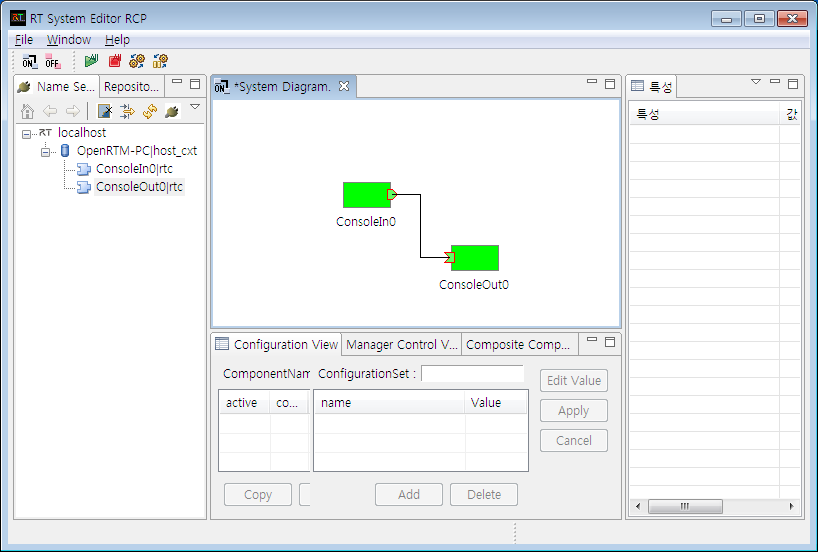 RT System Editor RCP
File Window Help
ON OFF
Name Se... Reposito...
ON *System Diagram.
특성
RT localhost
OpenRTM-PC|host_cxt
ConsoleIn0|rtc
ConsoleOut0|rtc
ConsoleIn0
ConsoleOut0
특성 값
Configuration View Manager Control V... Composite Comp...
ComponentNam ConfigurationSet :
active co... name Value
Edit Value
Apply
Cancel
Copy Add Delete